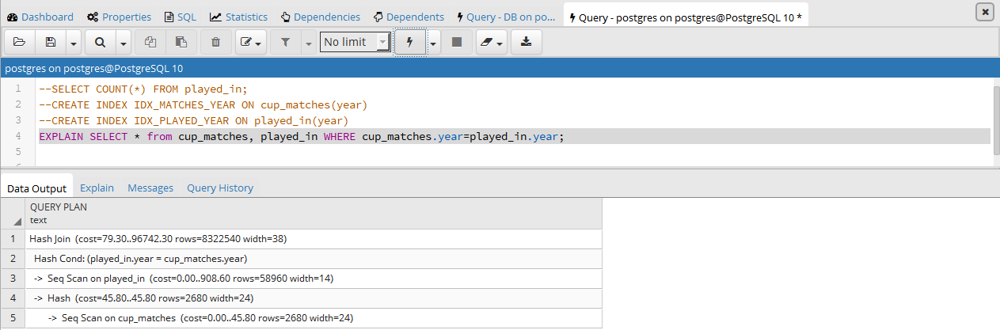 Dashboard Properties SQL Statistics Dependencies Dependents Query - DB on po... Query - postgres on postgres@PostgreSQL 10 *
No limit
postgres on postgres@PostgreSQL 10
1 --SELECT COUNT(*) FROM played_in;
2 --CREATE INDEX IDX_MATCHES_YEAR ON cup_matches(year)
3 --CREATE INDEX IDX_PLAYED_YEAR ON played_in(year)
4 EXPLAIN SELECT * from cup_matches, played_in WHERE cup_matches.year=played_in.year;
5
6
Data Output Explain Messages Query History
QUERY PLAN
text
1 Hash Join (cost=79.30..96742.30 rows=8322540 width=38)
2 Hash Cond: (played_in.year = cup_matches.year)
3 -> Seq Scan on played_in (cost=0.00..908.60 rows=58960 width=14)
4 -> Hash (cost=45.80..45.80 rows=2680 width=24)
5 -> Seq Scan on cup_matches (cost=0.00..45.80 rows=2680 width=24)